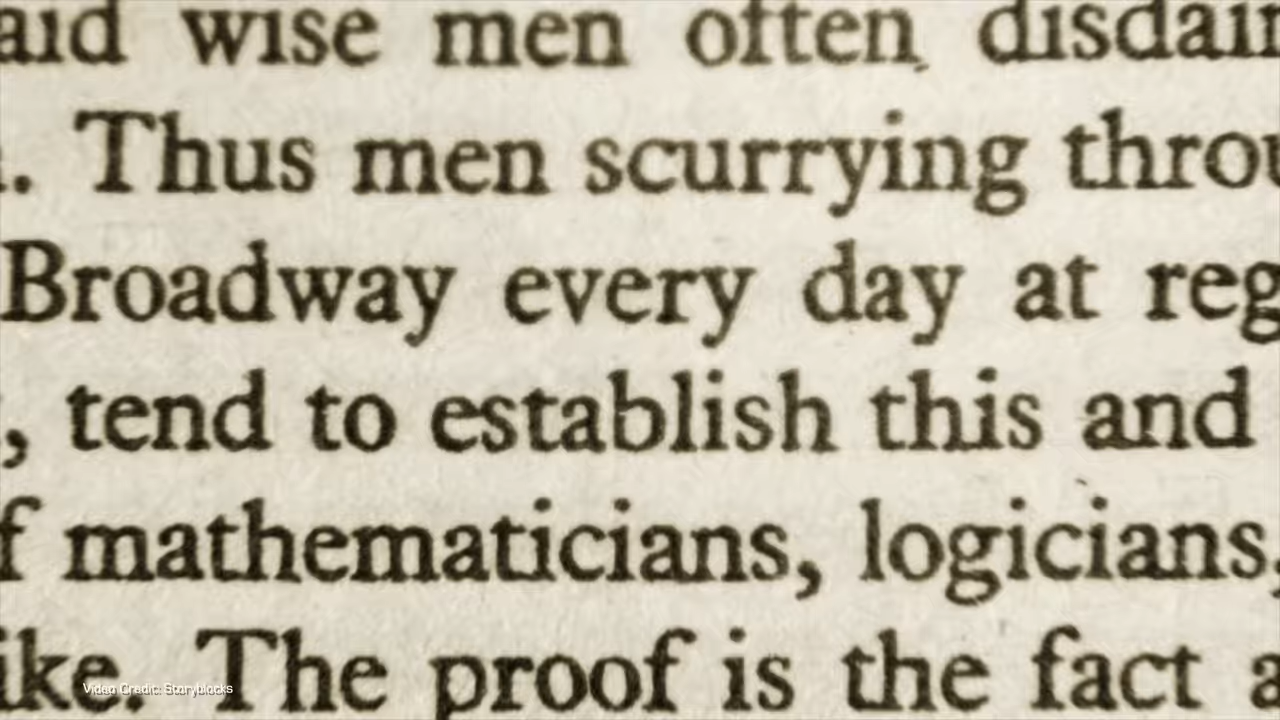 aid wise men often disdain
. Thus men scurrying throu
Broadway every day at reg
, tend to establish this and
f mathematicians, logicians,
ike. The proof is the fact a
Video Credit: Storyblocks